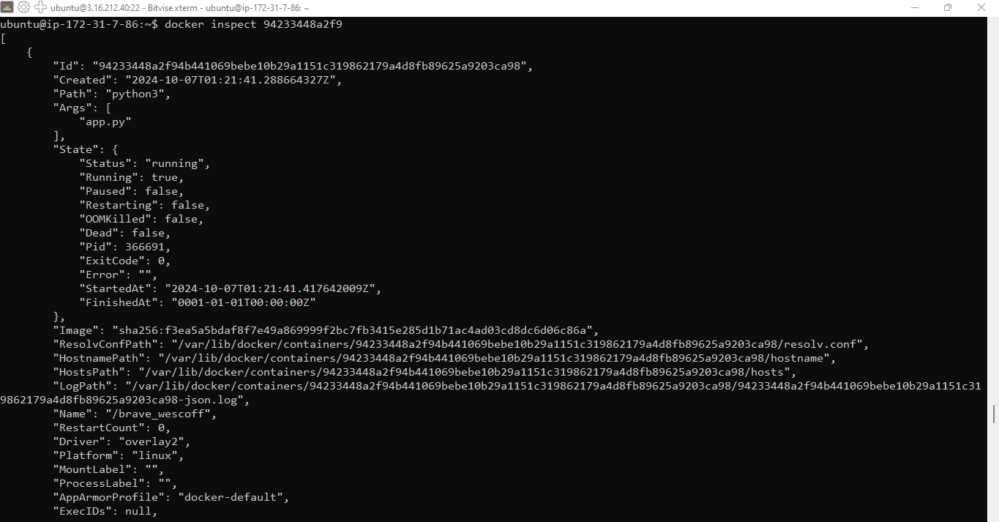 ubuntu@3.16.212.40:22 - Bitvise xterm - ubuntu@ip-172-31-7-86: ~
ubuntu@ip-172-31-7-86:~$ docker inspect 94233448a2f9
[
    {
        "Id": "94233448a2f94b441069bebe10b29a1151c319862179a4d8fb89625a9203ca98",
        "Created": "2024-10-07T01:21:41.288664327Z",
        "Path": "python3",
        "Args": [
            "app.py"
        ],
        "State": {
            "Status": "running",
            "Running": true,
            "Paused": false,
            "Restarting": false,
            "OOMKilled": false,
            "Dead": false,
            "Pid": 366691,
            "ExitCode": 0,
            "Error": "",
            "StartedAt": "2024-10-07T01:21:41.417642009Z",
            "FinishedAt": "0001-01-01T00:00:00Z"
        },
        "Image": "sha256:f3ea5a5bdaf8f7e49a869999f2bc7fb3415e285d1b71ac4ad03cd8dc6d06c86a",
        "ResolvConfPath": "/var/lib/docker/containers/94233448a2f94b441069bebe10b29a1151c319862179a4d8fb89625a9203ca98/resolv.conf",
        "HostnamePath": "/var/lib/docker/containers/94233448a2f94b441069bebe10b29a1151c319862179a4d8fb89625a9203ca98/hostname",
        "HostsPath": "/var/lib/docker/containers/94233448a2f94b441069bebe10b29a1151c319862179a4d8fb89625a9203ca98/hosts",
        "LogPath": "/var/lib/docker/containers/94233448a2f94b441069bebe10b29a1151c319862179a4d8fb89625a9203ca98/94233448a2f94b441069bebe10b29a1151c31
9862179a4d8fb89625a9203ca98-json.log",
        "Name": "/brave_wescoff",
        "RestartCount": 0,
        "Driver": "overlay2",
        "Platform": "linux",
        "MountLabel": "",
        "ProcessLabel": "",
        "AppArmorProfile": "docker-default",
        "ExecIDs": null,